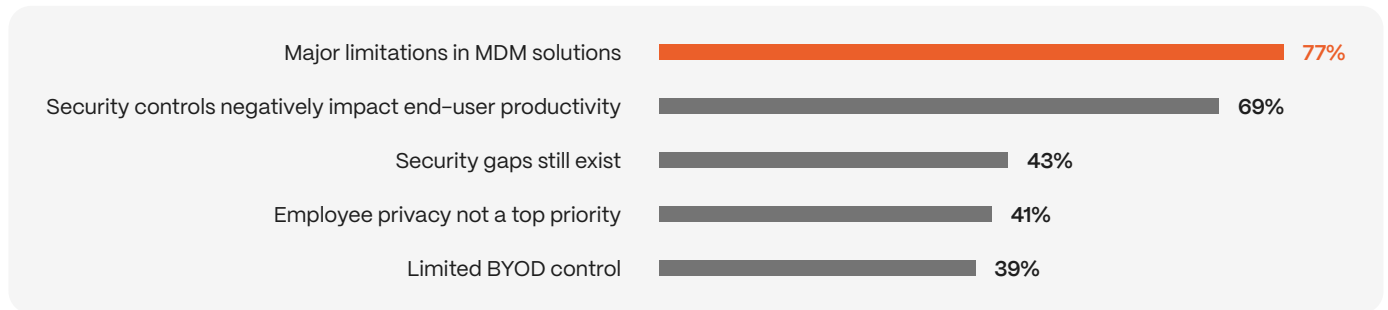 Major limitations in MDM solutions 77%
Security controls negatively impact end-user productivity 69%
Security gaps still exist 43%
Employee privacy not a top priority 41%
Limited BYOD control 39%